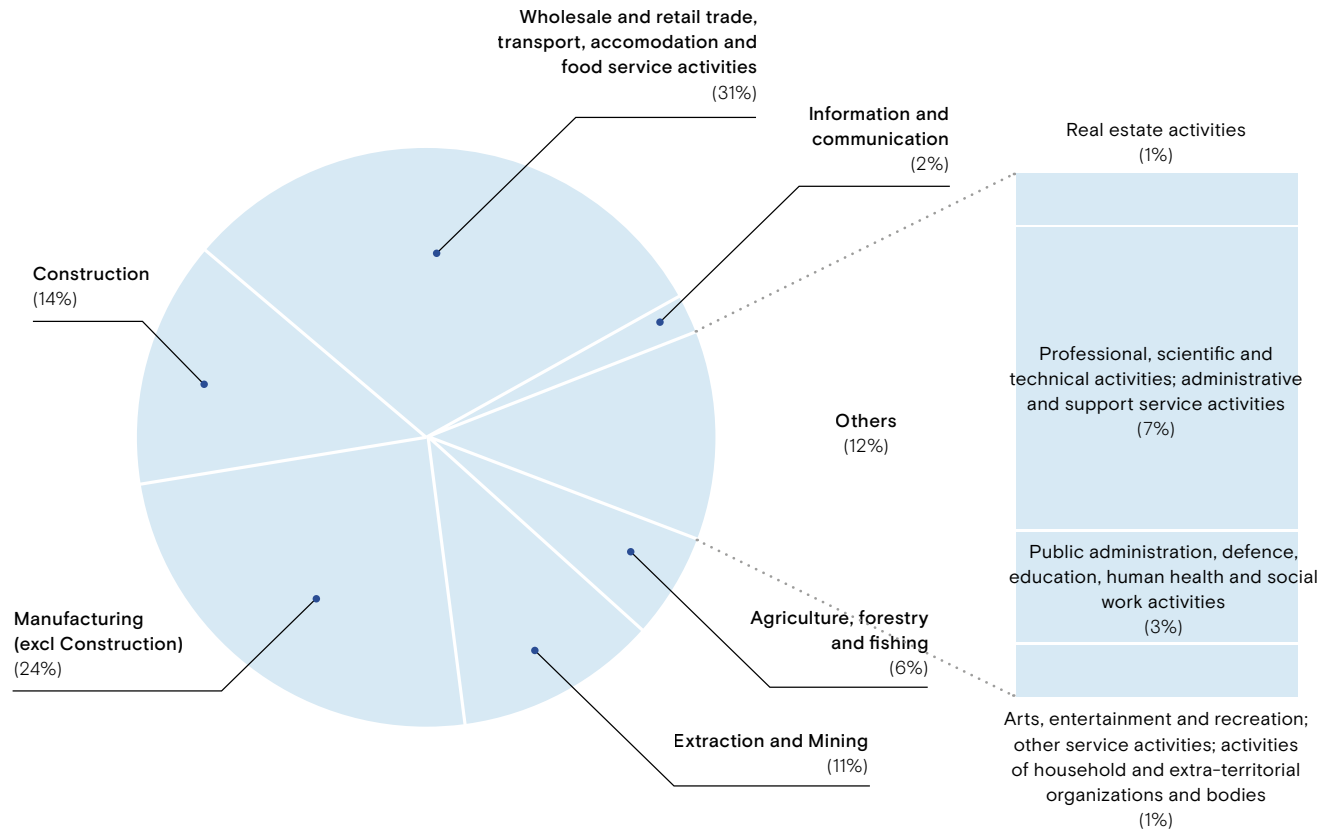 Wholesale and retail trade,
transport, accomodation and
food service activities
(31%)
Information and
communication
(2%)
Real estate activities
(1%)
Construction
(14%)
Professional, scientific and
technical activities; administrative
and support service activities
(7%)
Others
(12%)
Public administration, defence,
education, human health and social
work activities
(3%)
Manufacturing
(excl Construction)
(24%)
Agriculture, forestry
and fishing
(6%)
Extraction and Mining
(11%)
Arts, entertainment and recreation;
other service activities; activities
of household and extra-territorial
organizations and bodies
(1%)